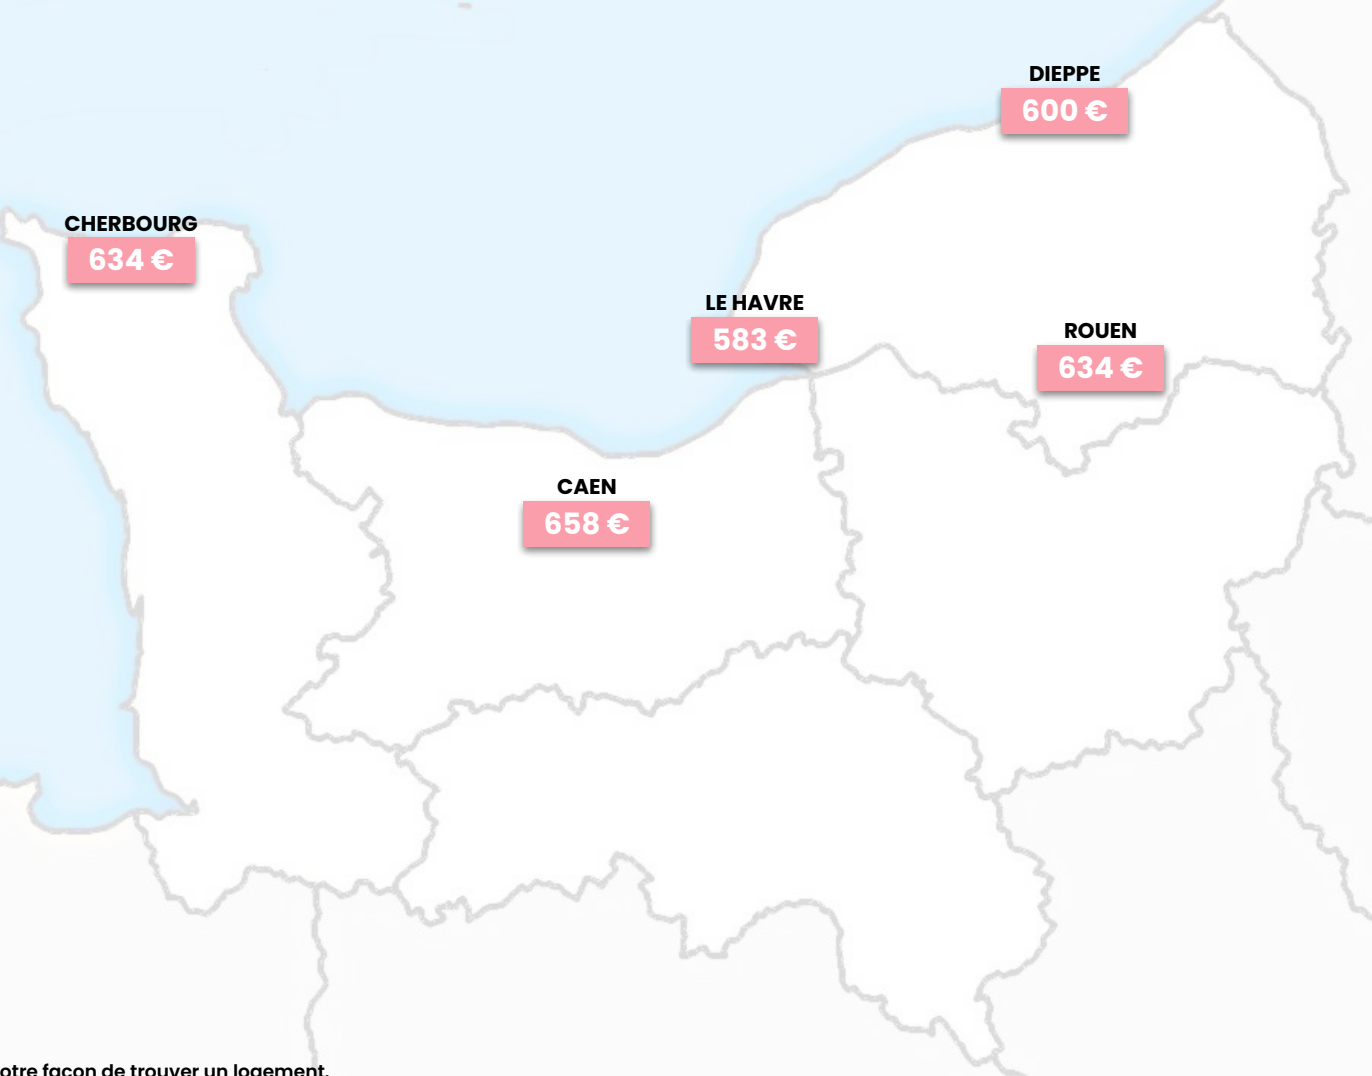 DIEPPE
600 €
CHERBOURG
634 €
LE HAVRE
583 €
ROUEN
634 €
CAEN
658 €
otre façon de trouver un logement.